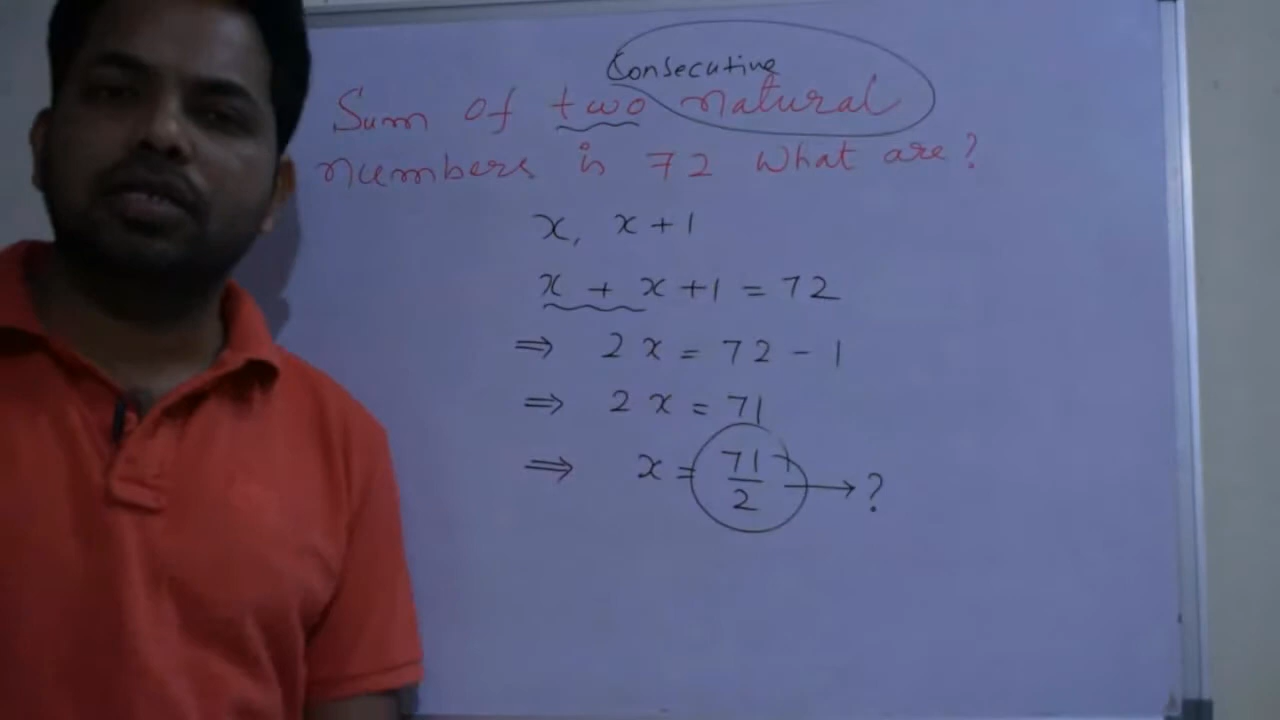 Consecutive
Sum of two natural
numbers is 72 What are?
x, x+1
x + x +1 = 72
⇒ 2x = 72 - 1
⇒ 2x = 71
⇒ x = 71/2 → ?